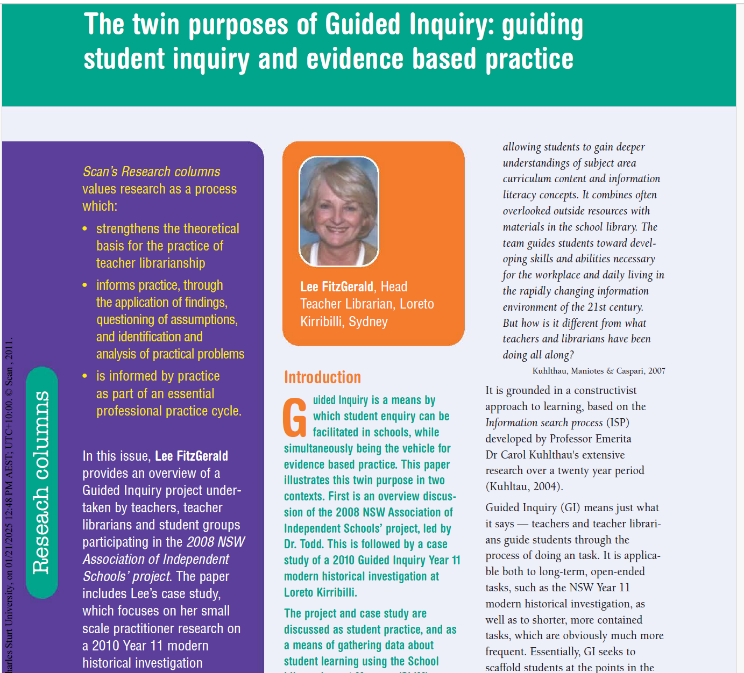 The twin purposes of Guided Inquiry: guiding
student inquiry and evidence based practice
Scan's Research columns
values research as a process
which:
• strengthens the theoretical
basis for the practice of
teacher librarianship
• informs practice, through
the application of findings,
questioning of assumptions,
and identification and
analysis of practical problems
• is informed by practice
as part of an essential
professional practice cycle.
In this issue, Lee FitzGerald
provides an overview of a
Guided Inquiry project under-
taken by teachers, teacher
librarians and student groups
participating in the 2008 NSW
Association of Independent
Schools' project. The paper
includes Lee's case study,
which focuses on her small
scale practitioner research on
a 2010 Year 11 modern
historical investigation
Reseach columns
harles Sturt University, on 01/21/2025 12:48 PM AEST; UTC+10:00. © Scan , 2011.
Lee FitzGerald, Head
Teacher Librarian, Loreto
Kirribilli, Sydney
Introduction
Guided Inquiry is a means by
which student enquiry can be
facilitated in schools, while
simultaneously being the vehicle for
evidence based practice. This paper
illustrates this twin purpose in two
contexts. First is an overview discus-
sion of the 2008 NSW Association of
Independent Schools' project, led by
Dr. Todd. This is followed by a case
study of a 2010 Guided Inquiry Year 11
modern historical investigation at
Loreto Kirribilli.
The project and case study are
discussed as student practice, and as
a means of gathering data about
student learning using the School
allowing students to gain deeper
understandings of subject area
curriculum content and information
literacy concepts. It combines often
overlooked outside resources with
materials in the school library. The
team guides students toward devel-
oping skills and abilities necessary
for the workplace and daily living in
the rapidly changing information
environment of the 21st century.
But how is it different from what
teachers and librarians have been
doing all along?
Kuhlthau, Maniotes & Caspari, 2007
It is grounded in a constructivist
approach to learning, based on the
Information search process (ISP)
developed by Professor Emerita
Dr Carol Kuhlthau's extensive
research over a twenty year period
(Kuhltau, 2004).
Guided Inquiry (GI) means just what
it says — teachers and teacher librari-
ans guide students through the
process of doing an task. It is applica-
ble both to long-term, open-ended
tasks, such as the NSW Year 11
modern historical investigation, as
well as to shorter, more contained
tasks, which are obviously much more
frequent. Essentially, GI seeks to
scaffold students at the points in the